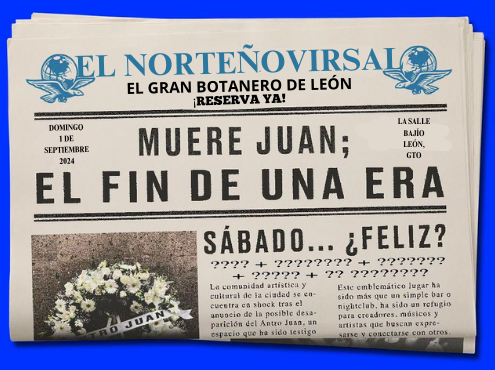 EL NORTEÑOVIRSAL
EL GRAN BOTANERO DE LEÓN
¡RESERVA YA!
DOMINGO
1 DE
SEPTIEMBRE
2024
LA SALLE
BAJÍO
LEÓN,
GTO
MUERE JUAN;
EL FIN DE UNA ERA
SÁBADO... ¿FELIZ?
???? + ???????? + ???????
+ ????? + ?? ????????
La comunidad artística y
cultural de la ciudad se en-
cuentra en shock tras el
anuncio de la posible desa-
parición del Antro Juan, un
espacio que ha sido testigo
Este emblemático lugar ha
sido más que un simple bar o
nightclub, ha sido un refugio
para creadores, músicos y
artistas que buscan expre-
sarse y conectarse con otros.
RO JUAN